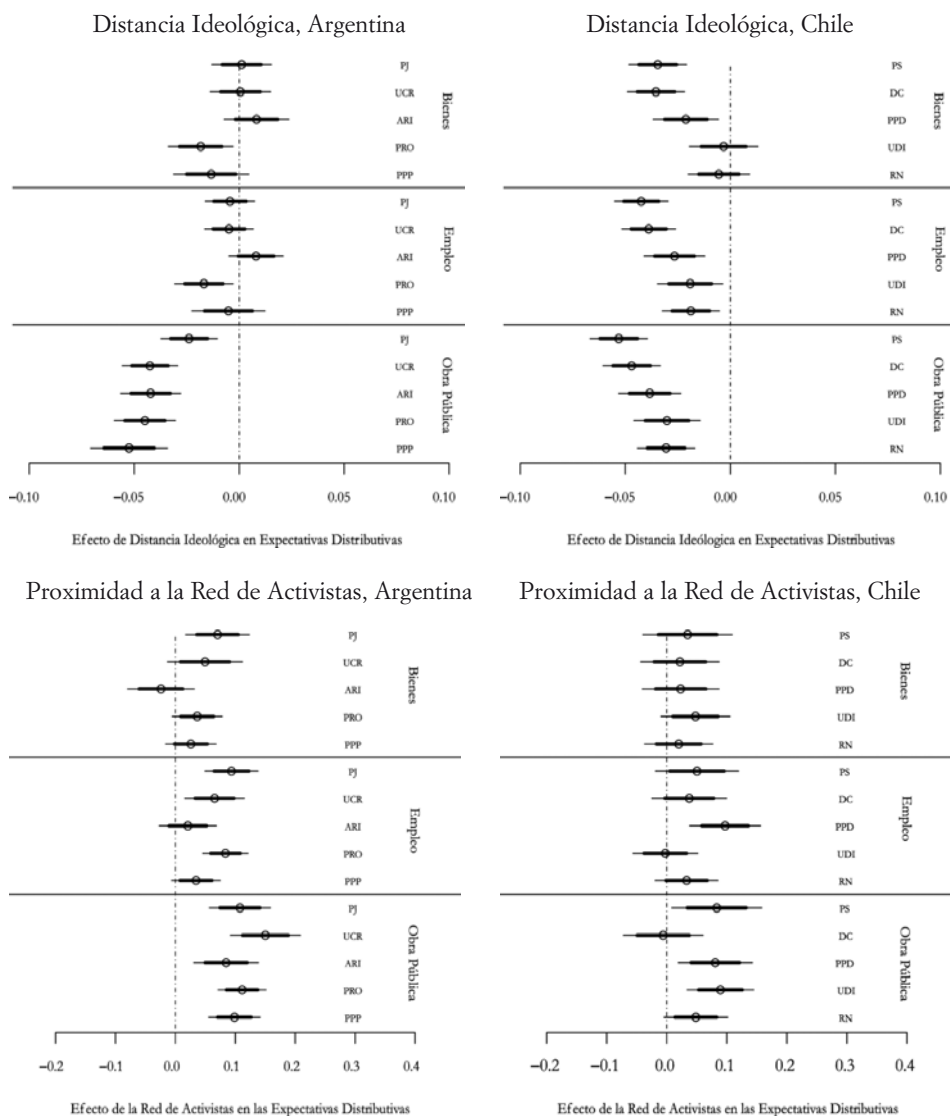 Distancia Ideológica, Argentina
PJ
UCR
ARI
PRO
PPP
Bienes
PJ
UCR
ARI
PRO
PPP
Empleo
PJ
UCR
ARI
PRO
PPP
Obra Pública
−0.10 −0.05 0.00 0.05 0.10
Efecto de Distancia Ideológica en Expectativas Distributivas
Distancia Ideológica, Chile
PS
DC
PPD
UDI
RN
Bienes
PS
DC
PPD
UDI
RN
Empleo
PS
DC
PPD
UDI
RN
Obra Pública
−0.10 −0.05 0.00 0.05 0.10
Efecto de Distancia Ideólogica en Expectativas Distributivas
Proximidad a la Red de Activistas, Argentina
PJ
UCR
ARI
PRO
PPP
Bienes
PJ
UCR
ARI
PRO
PPP
Empleo
PJ
UCR
ARI
PRO
PPP
Obra Pública
−0.2 −0.1 0.0 0.1 0.2 0.3 0.4
Efecto de la Red de Activistas en las Expectativas Distributivas
Proximidad a la Red de Activistas, Chile
PS
DC
PPD
UDI
RN
Bienes
PS
DC
PPD
UDI
RN
Empleo
PS
DC
PPD
UDI
RN
Obra Pública
−0.2 −0.1 0.0 0.1 0.2 0.3 0.4
Efecto de la Red de Activistas en las Expectativas Distributivas